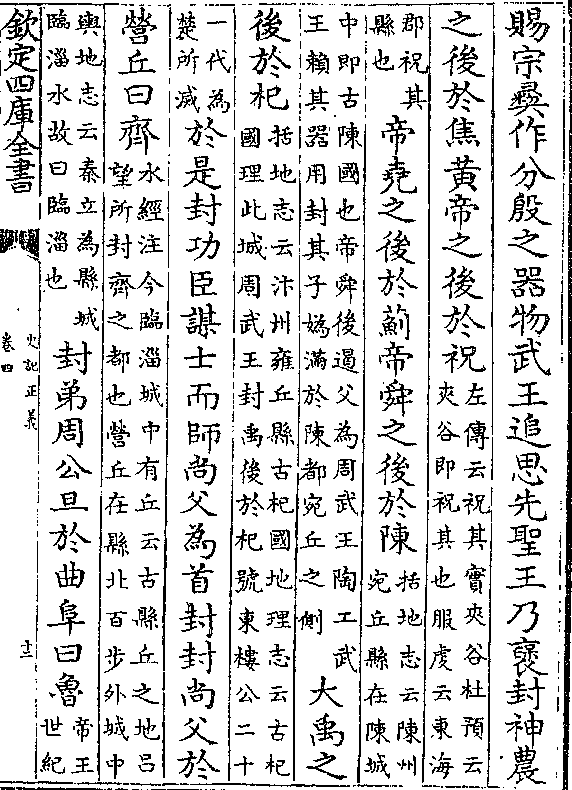 賜宗彝作分殷之器物武王追思先聖王乃襃封神農
之後於焦黃帝之後於祝
左傳云祝其實夾谷杜預云
夾谷即祝其也服虔云東海
郡祝其
縣也
帝堯之後於薊帝舜之後於陳
括地志云陳州
宛丘縣在陳城
中即古陳國也帝舜後遏父為周武王陶工武
王賴其器用封其子媯滿於陳都宛丘之側
大禹之
後於杞
括地志云汴州雍丘縣古杞國地理志云古杞
國理此城周武王封禹後於杞號東樓公二十
一代為
楚所滅
於是封功臣謀士而師尚父為首封封尚父於
營丘曰齊
水經注今臨淄城中有丘云古縣丘之地吕
望所封齊之都也營丘在縣北百步外城中
輿地志云秦立為縣城
臨淄水故曰臨淄也
封弟周公旦於曲阜曰魯
帝王
世紀
欽定四庫全書
史記正義
卷四
十三